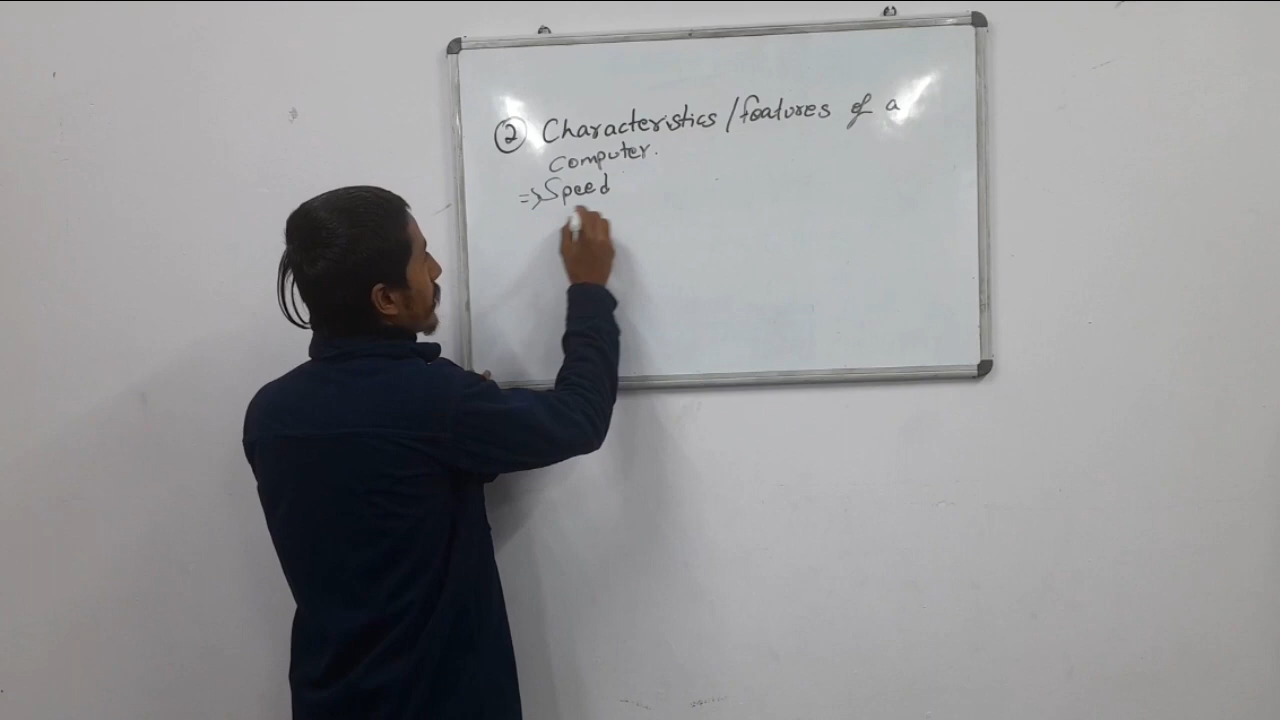 ② Characteristics/features of a
computer.
=> Speed